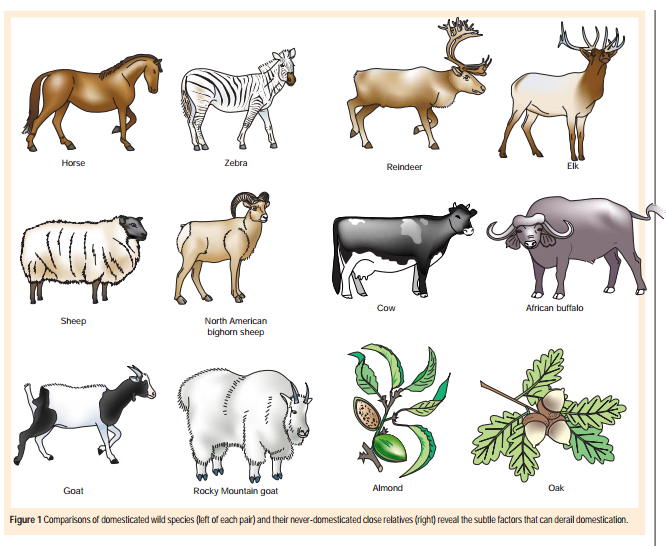 Horse
Zebra
Reindeer
Elk
Sheep
North American
bighorn sheep
Cow
African buffalo
Goat
Rocky Mountain goat
Almond
Oak
Figure 1 Comparisons of domesticated wild species (left of each pair) and their never-domesticated close relatives (right) reveal the subtle factors that can derail domestication.